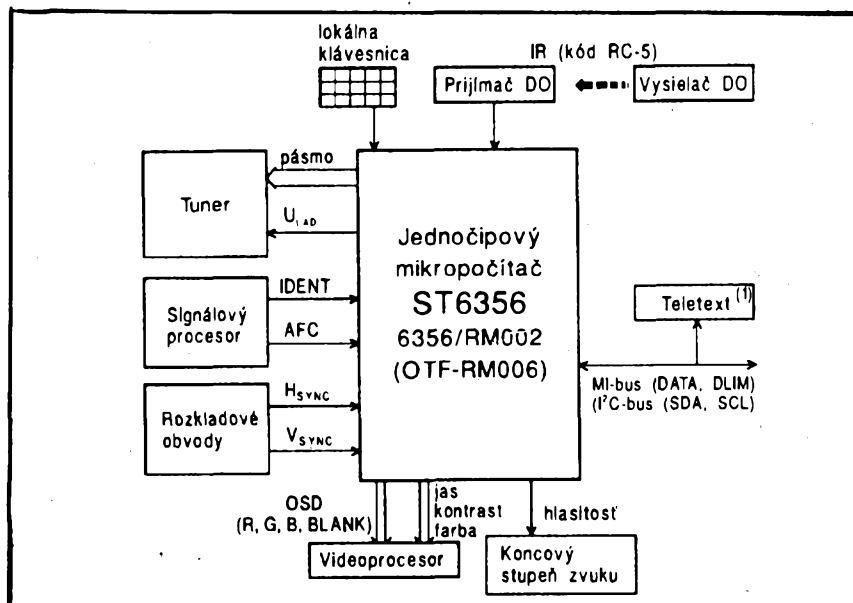 lokálna
klávesnica
IR (kód RC-5)
Prijímač DO
Vysielač DO
pásmo
Tuner
U LAD
Jednočipový
mikropočítač
ST6356
6356/RM002
(OTF-RM006)
IDENT
Signálový
procesor
AFC
Teletext (1)
MI-bus (DATA, DLIM)
(I²C-bus (SDA, SCL)
H SYNC
Rozkladové
obvody
V SYNC
OSD
(R, G, B, BLANK)
jas
kontrast
farba
hlasitosť
Videoprocesor
Koncový
stupeň zvuku